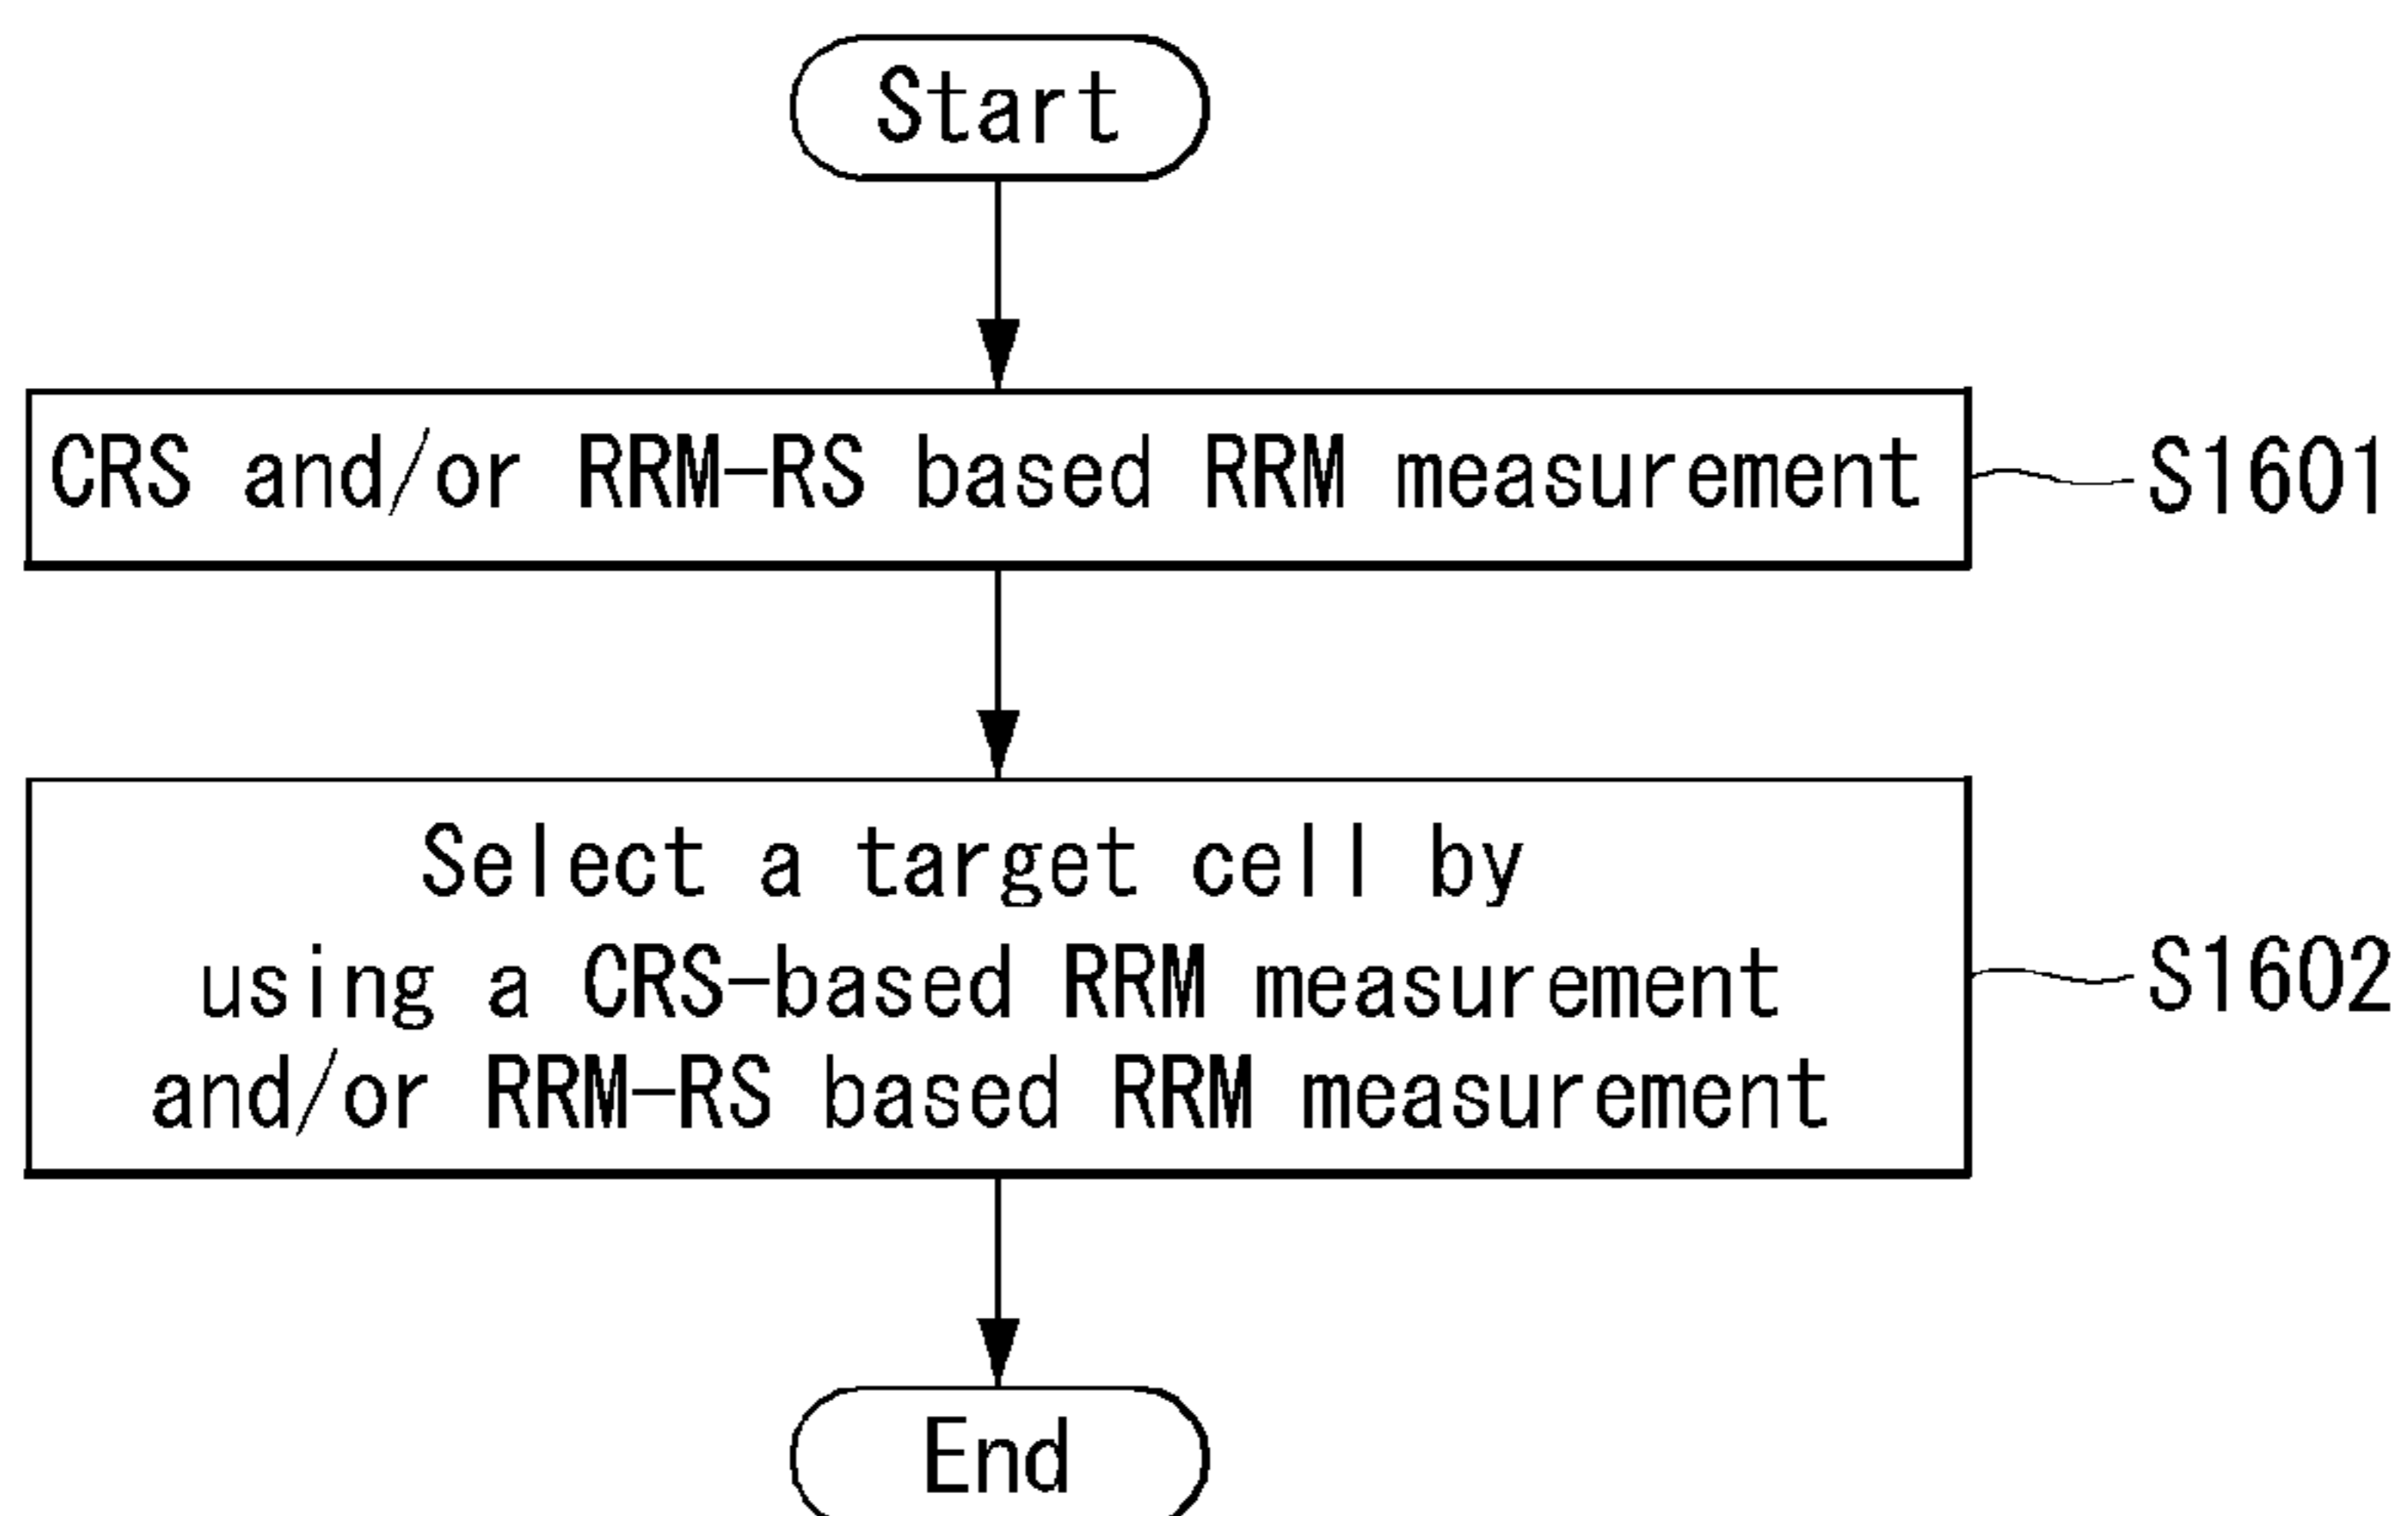 Start
CRS and/or RRM-RS based RRM measurement
S1601
Select a target cell by
using a CRS-based RRM measurement
and/or RRM-RS based RRM measurement
S1602
End